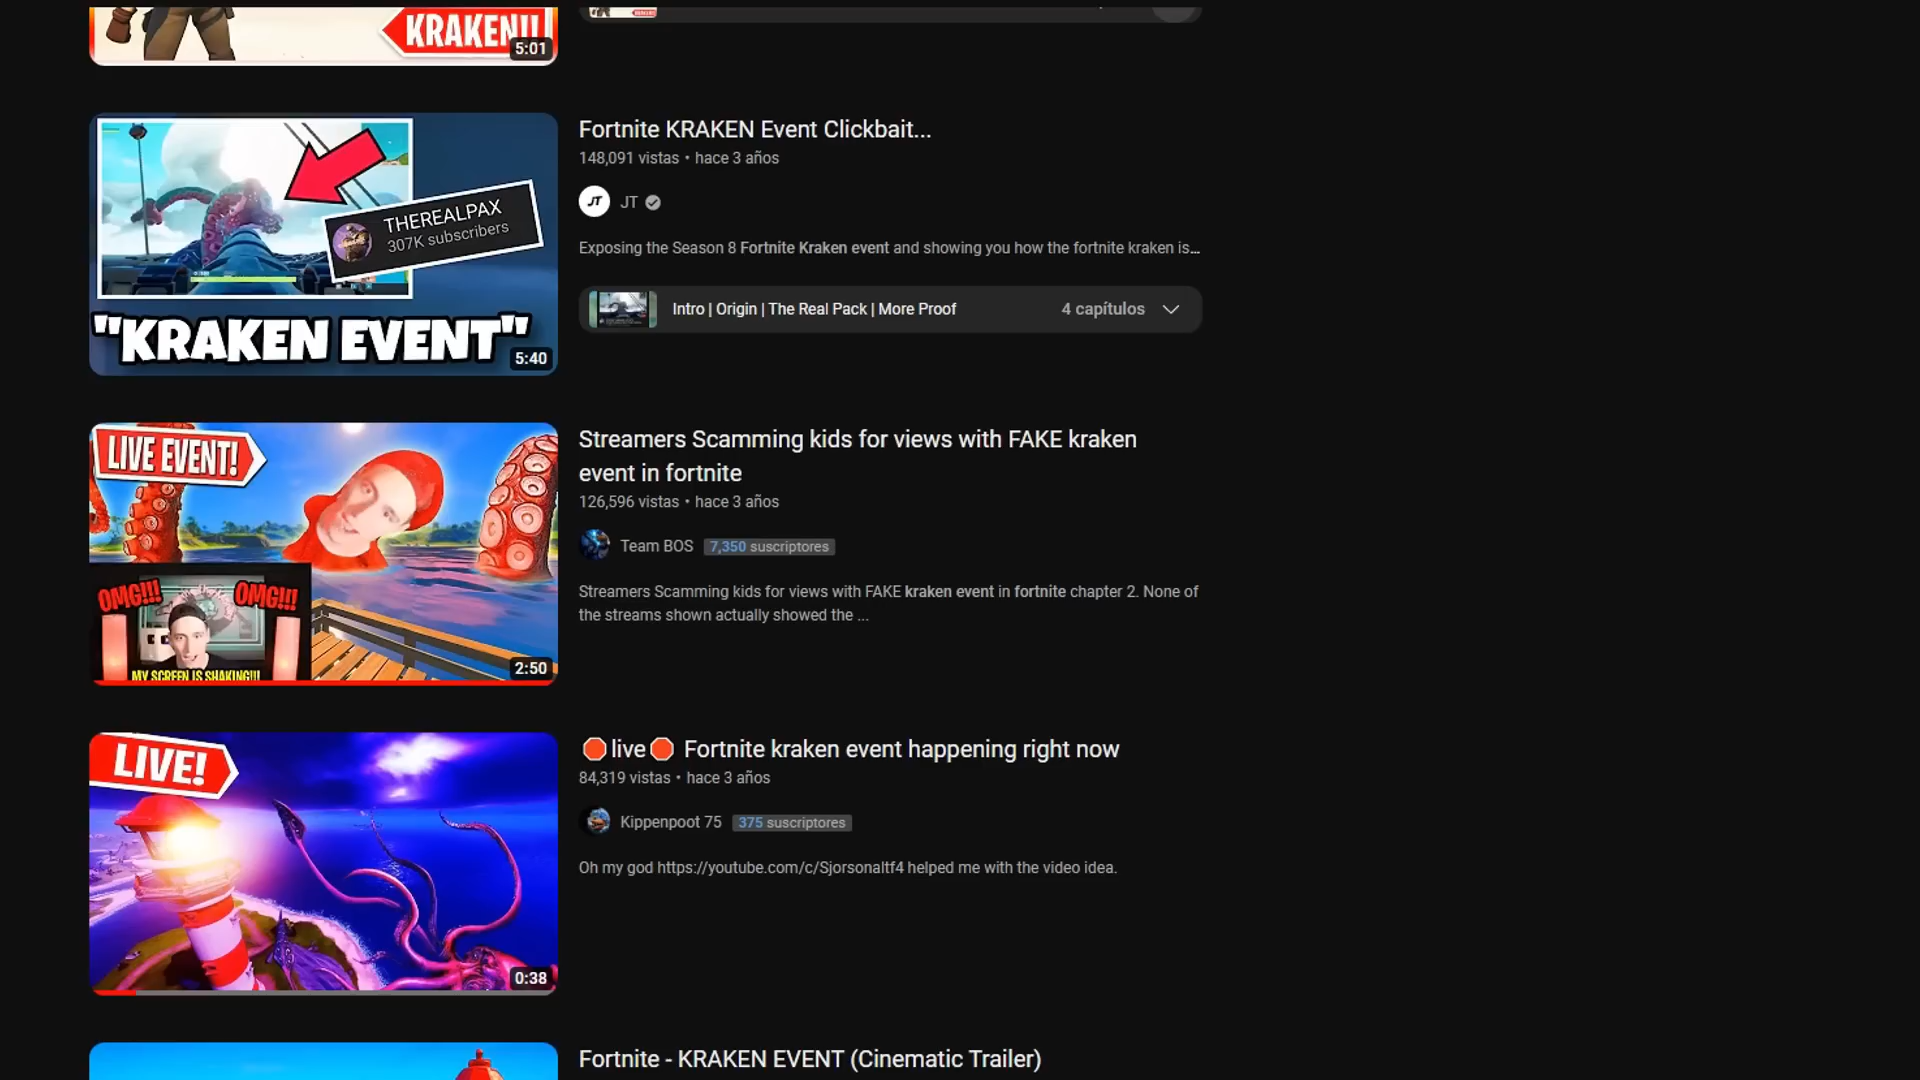 KRAKEN!!
5:01
Fortnite KRAKEN Event Clickbait...
148,091 vistas • hace 3 años
JT
JT
Exposing the Season 8 Fortnite Kraken event and showing you how the fortnite kraken is...
Intro | Origin | The Real Pack | More Proof
4 capítulos
THEREALPAX
307K subscribers
"KRAKEN EVENT"
5:40
LIVE EVENT!
OMG!!! OMG!!!
MY SCREEN IS SHAKING!!!
2:50
Streamers Scamming kids for views with FAKE kraken
event in fortnite
126,596 vistas • hace 3 años
Team BOS 7,350 suscriptores
Streamers Scamming kids for views with FAKE kraken event in fortnite chapter 2. None of
the streams shown actually showed the ...
LIVE!
0:38
🛑live🛑 Fortnite kraken event happening right now
84,319 vistas • hace 3 años
Kippenpoot 75 375 suscriptores
Oh my god https://youtube.com/c/Sjorsonaltf4 helped me with the video idea.
Fortnite - KRAKEN EVENT (Cinematic Trailer)